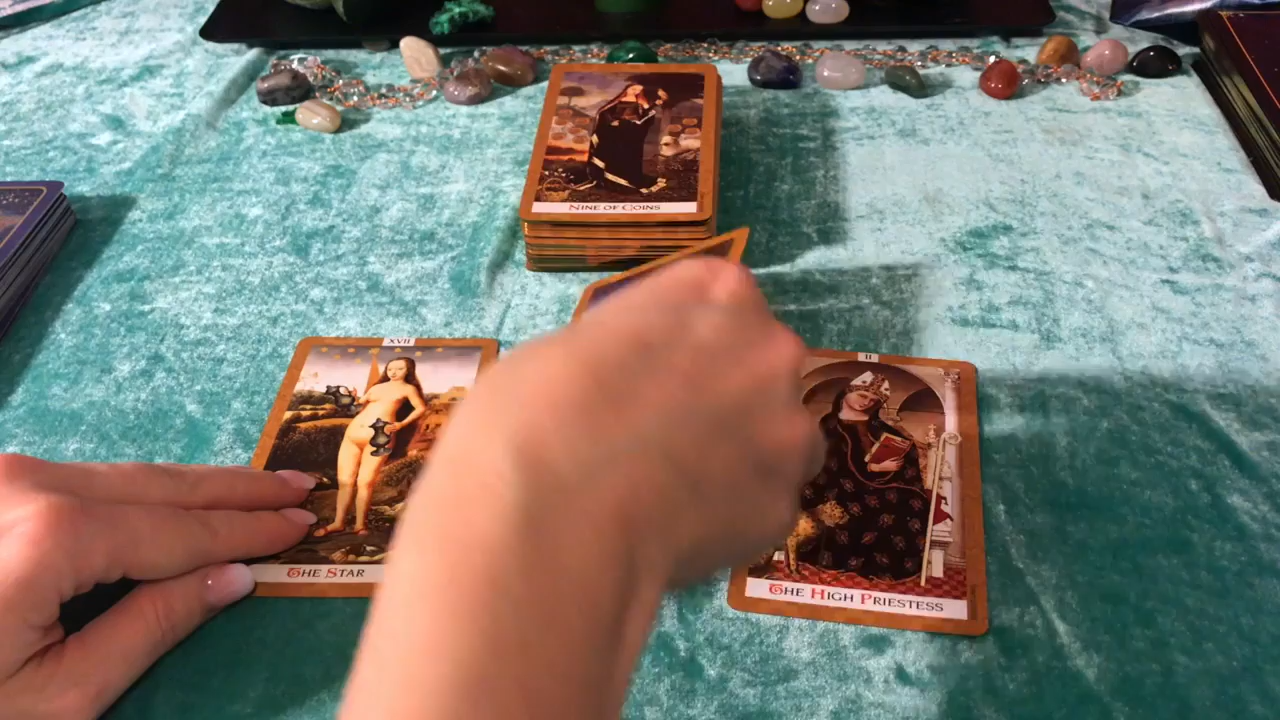 NINE OF COINS
XVII
THE STAR
II
THE HIGH PRIESTESS